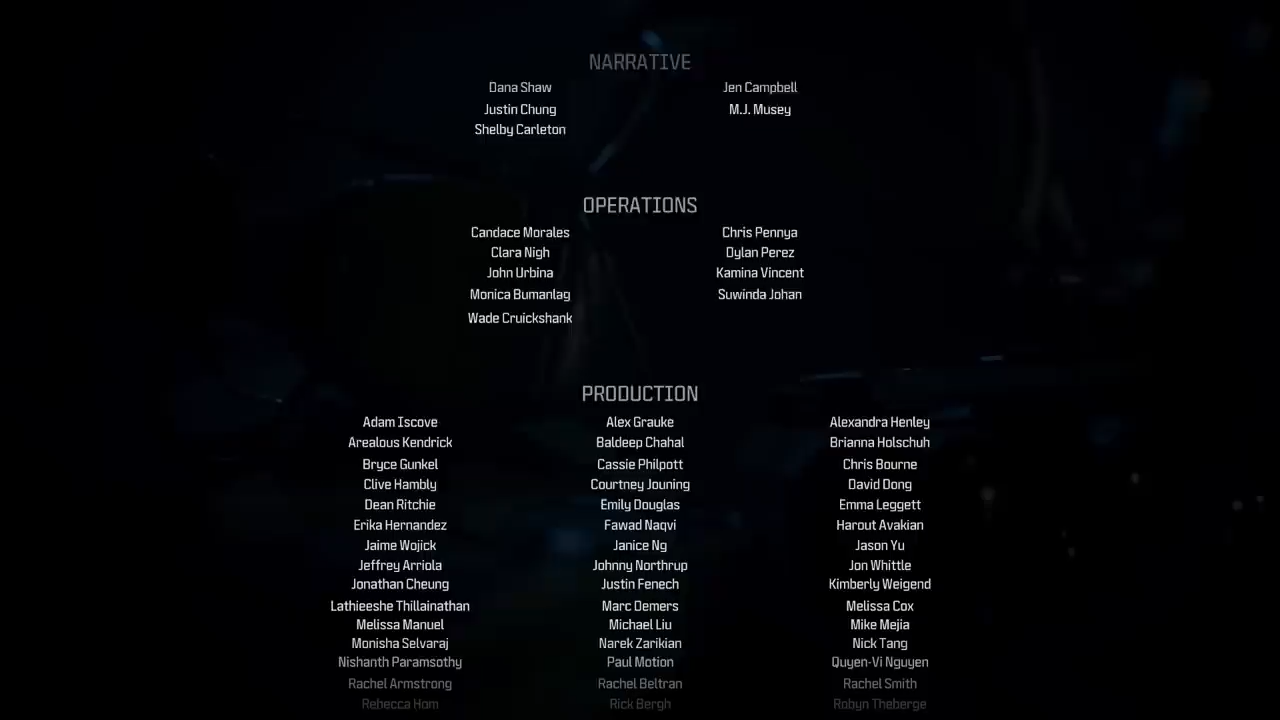 NARRATIVE
Dana Shaw Jen Campbell
Justin Chung M.J. Musey
Shelby Carleton
OPERATIONS
Candace Morales Chris Pennya
Clara Nigh Dylan Perez
John Urbina Kamina Vincent
Monica Bumanlag Suwinda Johan
Wade Cruickshank
PRODUCTION
Adam Iscove Alex Grauke Alexandra Henley
Arealous Kendrick Baldeep Chahal Brianna Holschuh
Bryce Gunkel Cassie Philpott Chris Bourne
Clive Hambly Courtney Jouning David Dong
Dean Ritchie Emily Douglas Emma Leggett
Erika Hernandez Fawad Naqvi Harout Avakian
Jaime Wojick Janice Ng Jason Yu
Jeffrey Arriola Johnny Northrup Jon Whittle
Jonathan Cheung Justin Fenech Kimberly Weigend
Lathieeshe Thillainathan Marc Demers Melissa Cox
Melissa Manuel Michael Liu Mike Mejia
Monisha Selvaraj Narek Zarikian Nick Tang
Nishanth Paramsothy Paul Motion Quyen-Vi Nguyen
Rachel Armstrong Rachel Beltran Rachel Smith
Rebecca Hom Rick Bergh Robyn Theberge